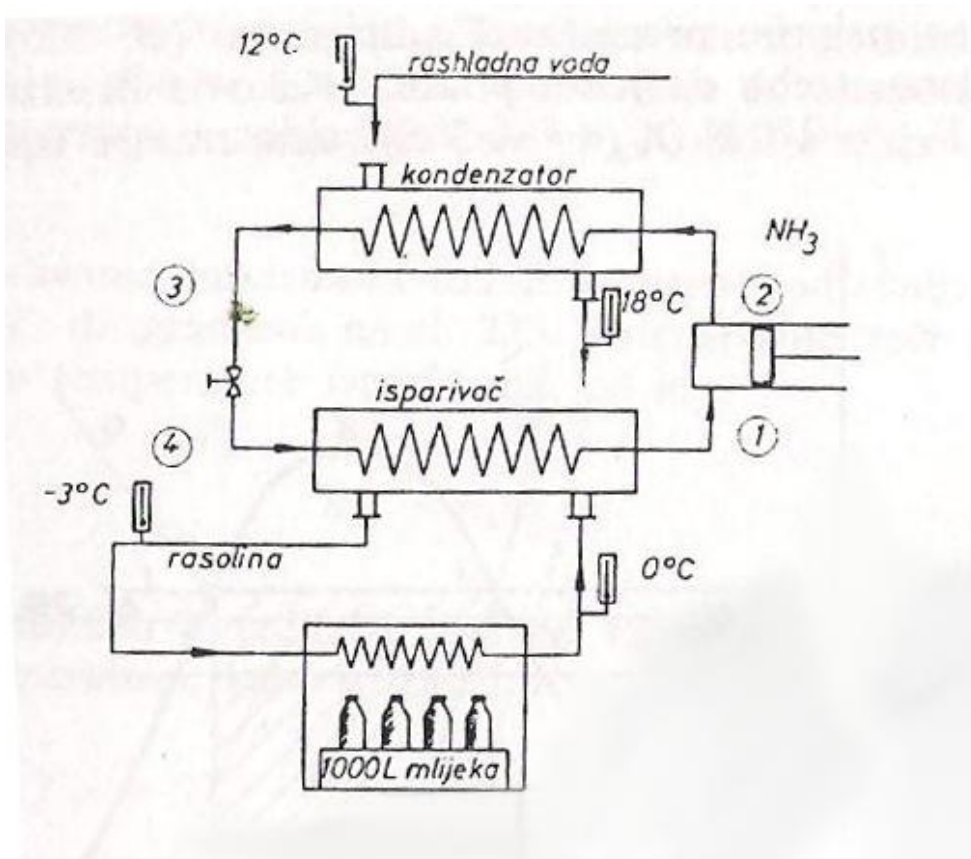 12°C
rashladna voda
kondenzator
NH3
3
18°C
2
isparivač
4
1
-3°C
rasolina
0°C
1000L mlijeka